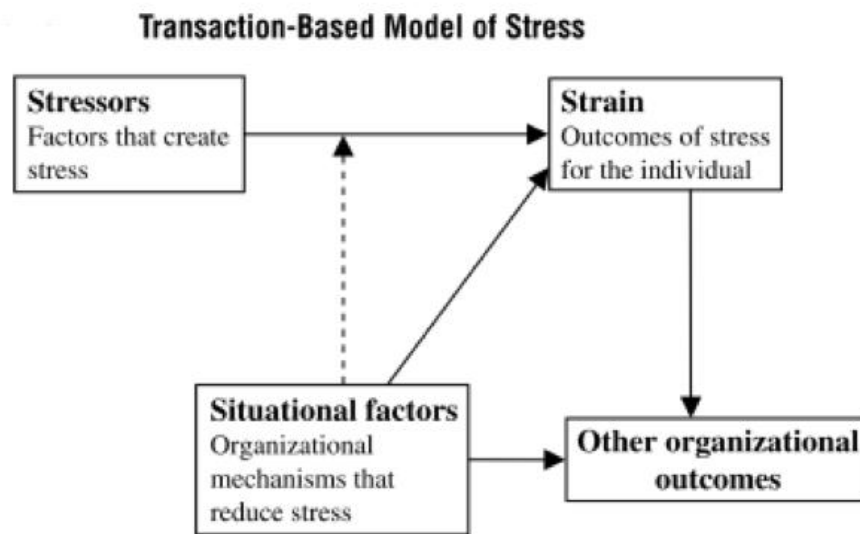 Transaction-Based Model of Stress
Stressors
Factors that create
stress
Strain
Outcomes of stress
for the individual
Situational factors
Organizational
mechanisms that
reduce stress
Other organizational
outcomes